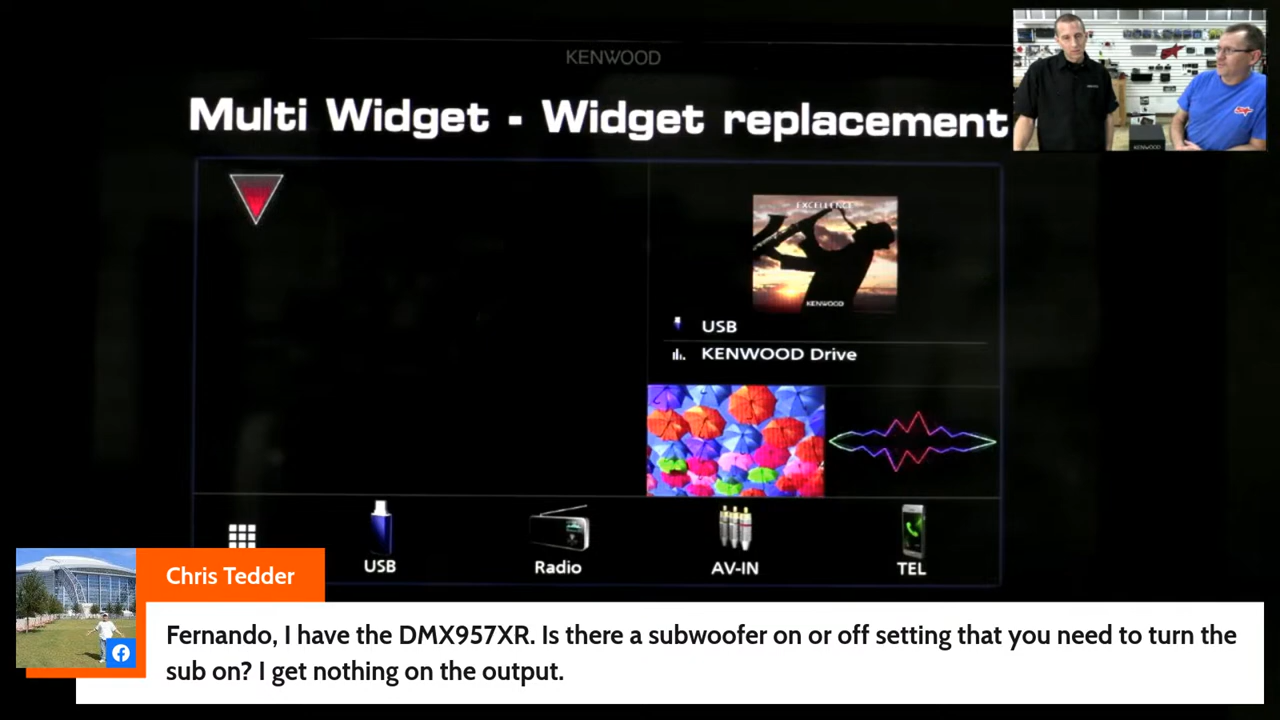 KENWOOD
Multi Widget - Widget replacement
EXCELLENCE
KENWOOD
USB
KENWOOD Drive
USB
Radio
AV-IN
TEL
KENWOOD
Chris Tedder
Fernando, I have the DMX957XR. Is there a subwoofer on or off setting that you need to turn the
sub on? I get nothing on the output.